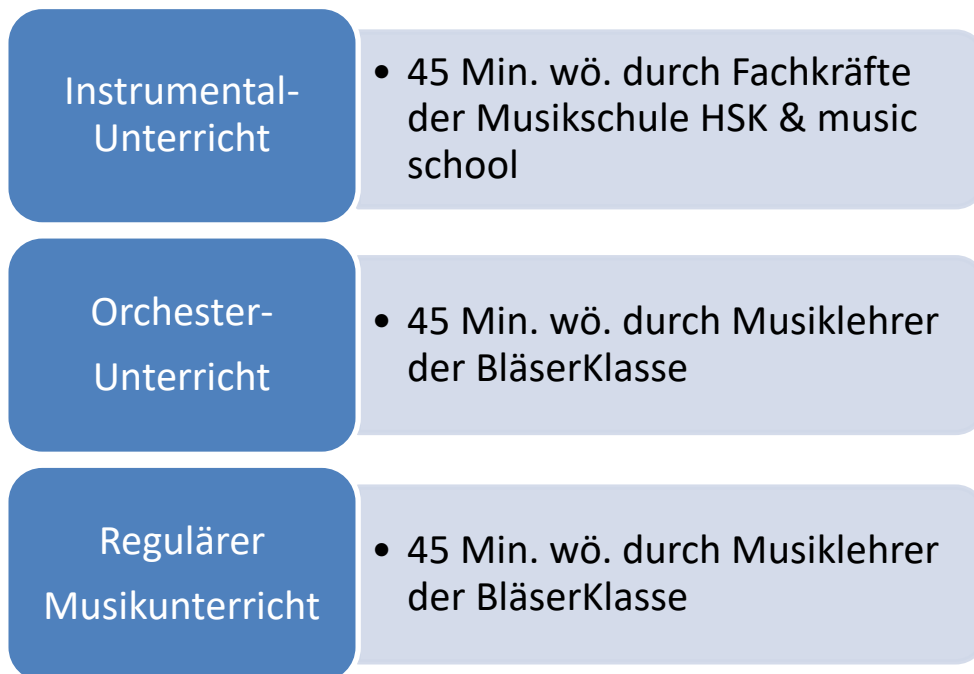 Instrumental-
Unterricht
• 45 Min. wö. durch Fachkräfte
der Musikschule HSK & music
school
Orchester-
Unterricht
• 45 Min. wö. durch Musiklehrer
der BläserKlasse
Regulärer
Musikunterricht
• 45 Min. wö. durch Musiklehrer
der BläserKlasse